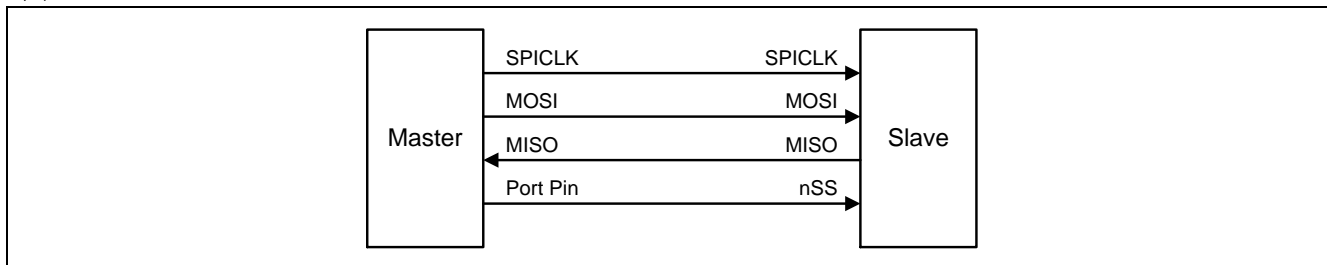 SPICLK SPICLK
MOSI MOSI
Master MISO MISO Slave
Port Pin nSS